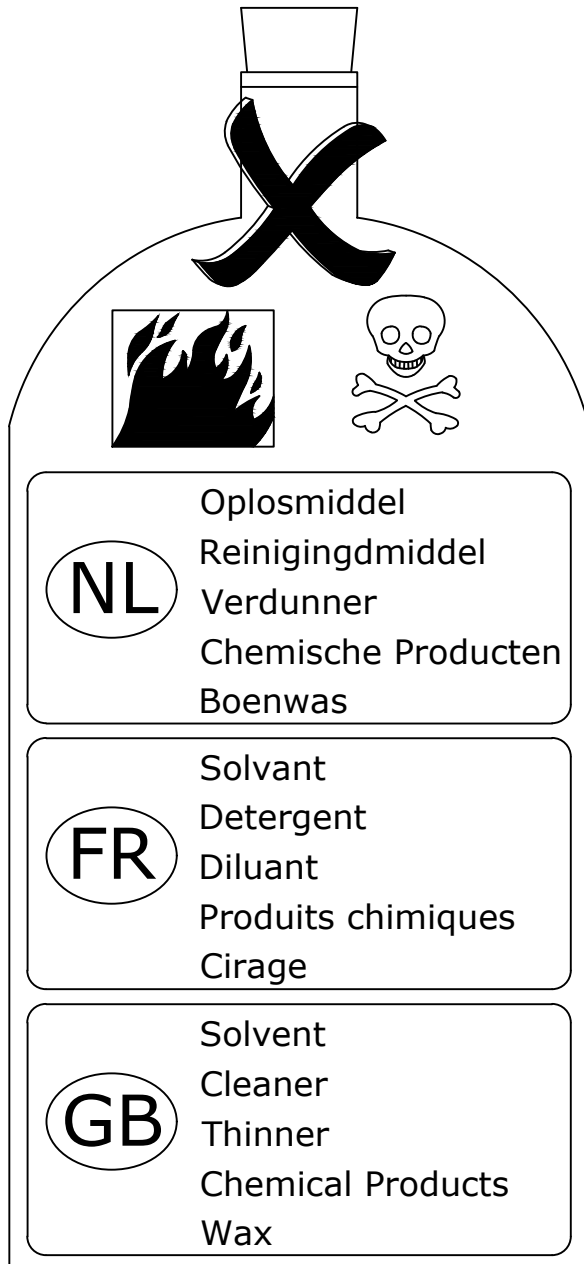 NL
Oplosmiddel
Reinigingdmiddel
Verdunner
Chemische Producten
Boenwas
FR
Solvant
Detergent
Diluant
Produits chimiques
Cirage
GB
Solvent
Cleaner
Thinner
Chemical Products
Wax